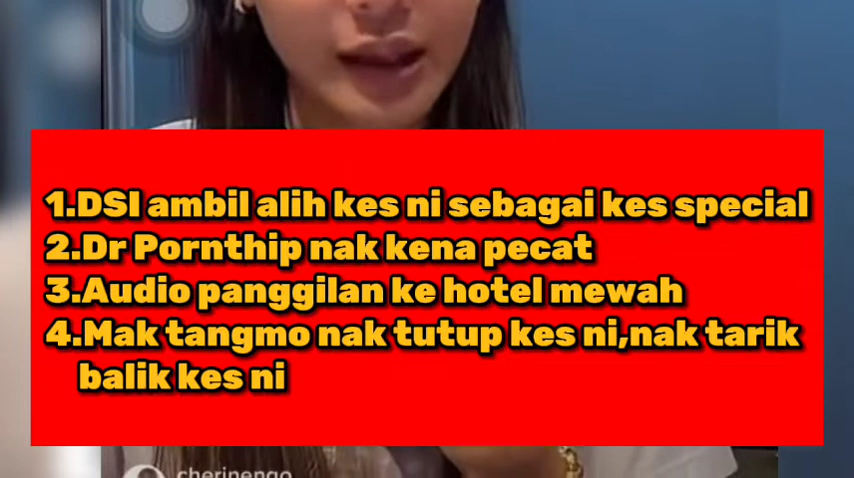 1.DSI ambil alih kes ni sebagai kes special
2.Dr Pornthip nak kena pecat
3.Audio panggilan ke hotel mewah
4.Mak tangmo nak tutup kes ni,nak tarik
balik kes ni